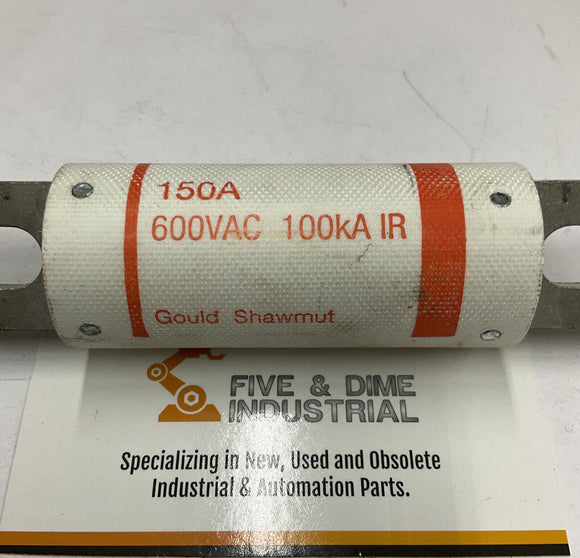 150A
600VAC 100kA IR
Gould Shawmut
FIVE & DIME
INDUSTRIAL
Specializing in New, Used and Obsolete
Industrial & Automation Parts.